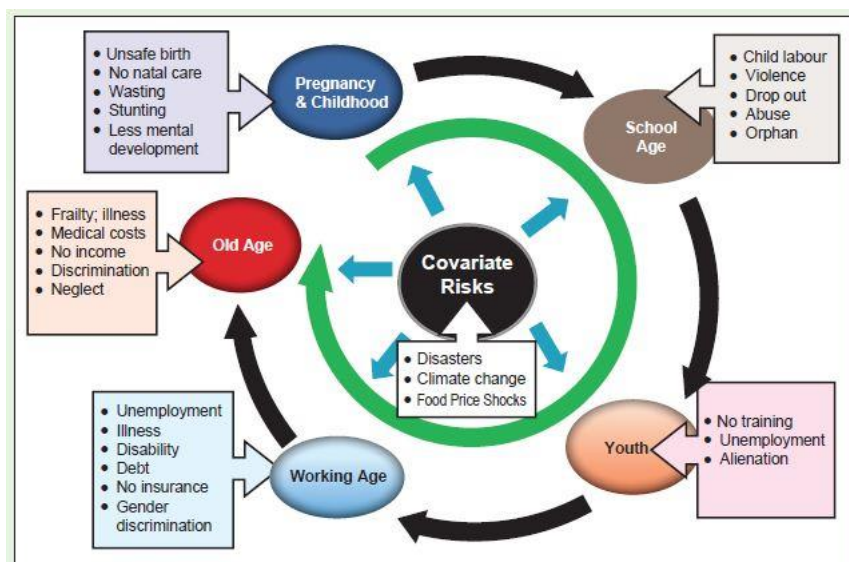 • Unsafe birth
• No natal care
• Wasting
• Stunting
• Less mental
development
Pregnancy
& Childhood
• Child labour
• Violence
• Drop out
• Abuse
• Orphan
School
Age
• Frailty; illness
• Medical costs
• No income
• Discrimination
• Neglect
Old Age
Covariate
Risks
• Disasters
• Climate change
• Food Price Shocks
• Unemployment
• Illness
• Disability
• Debt
• No insurance
• Gender
discrimination
Working Age
Youth
• No training
• Unemployment
• Alienation